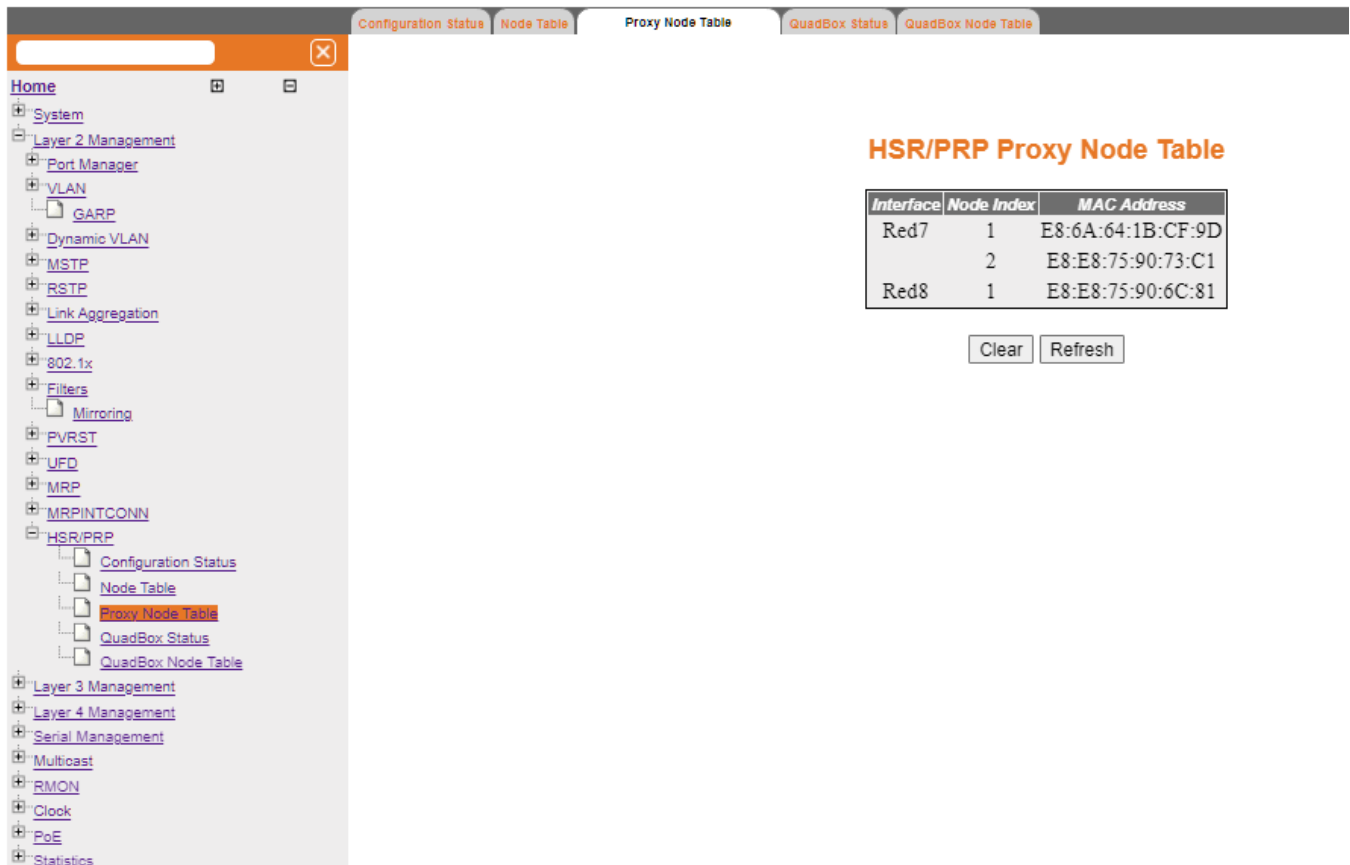 Configuration Status Node Table Proxy Node Table QuadBox Status QuadBox Node Table
Home
System
Layer 2 Management
Port Manager
VLAN
GARP
Dynamic VLAN
MSTP
RSTP
Link Aggregation
LLDP
802.1x
Filters
Mirroring
PVRST
UFD
MRP
MRPINTCONN
HSR/PRP
Configuration Status
Node Table
Proxy Node Table
QuadBox Status
QuadBox Node Table
Layer 3 Management
Layer 4 Management
Serial Management
Multicast
RMON
Clock
PoE
Statistics
HSR/PRP Proxy Node Table
Interface Node Index MAC Address
Red7 1 E8:6A:64:1B:CF:9D
2 E8:E8:75:90:73:C1
Red8 1 E8:E8:75:90:6C:81
Clear Refresh